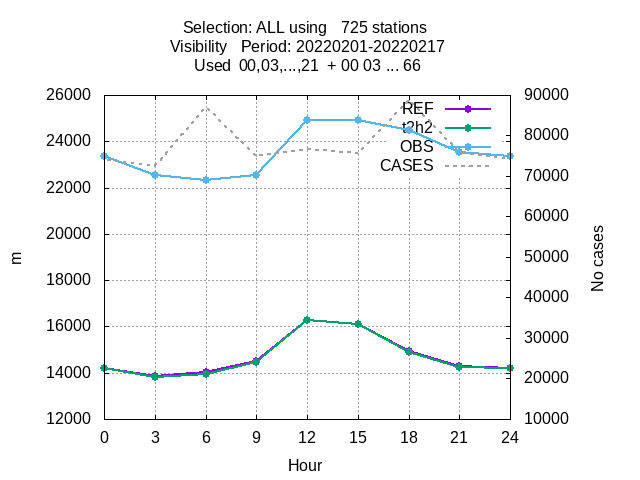 Selection: ALL using   725 stations
Visibility   Period: 20220201-20220217
Used  00,03,...,21  + 00 03 ... 66
26000
24000
22000
20000
18000
16000
14000
12000
90000
80000
70000
60000
50000
40000
30000
20000
10000
REF
t2h2
OBS
CASES
m
No cases
0 3 6 9 12 15 18 21 24
Hour